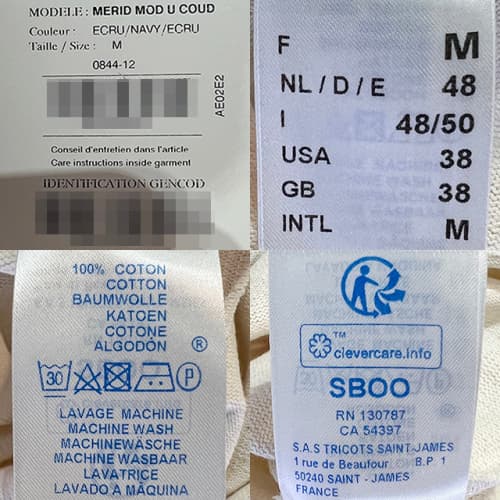 MODELE: MERID MOD U COUD
Couleur: ECRU/NAVY/ECRU
Taille / Size: M
0844-12
AE02E2
Conseil d'entretien dans l'article
Care instructions inside garment
IDENTIFICATION GENCOD
F M
NL / D / E 48
I 48/50
USA 38
GB 38
INTL M
100% COTON
COTTON
BAUMWOLLE
KATOEN
COTONE
ALGODÓN ®
30 P
LAVAGE MACHINE
MACHINE WASH
MACHINEWÄSCHE
MACHINE WASBAAR
LAVATRICE
LAVADO A MÁQUINA
™
clevercare.info
SBOO
RN 130787
CA 54397
S.A.S TRICOTS SAINT-JAMES
1 rue de Beaufour B.P. 1
50240 SAINT - JAMES
FRANCE